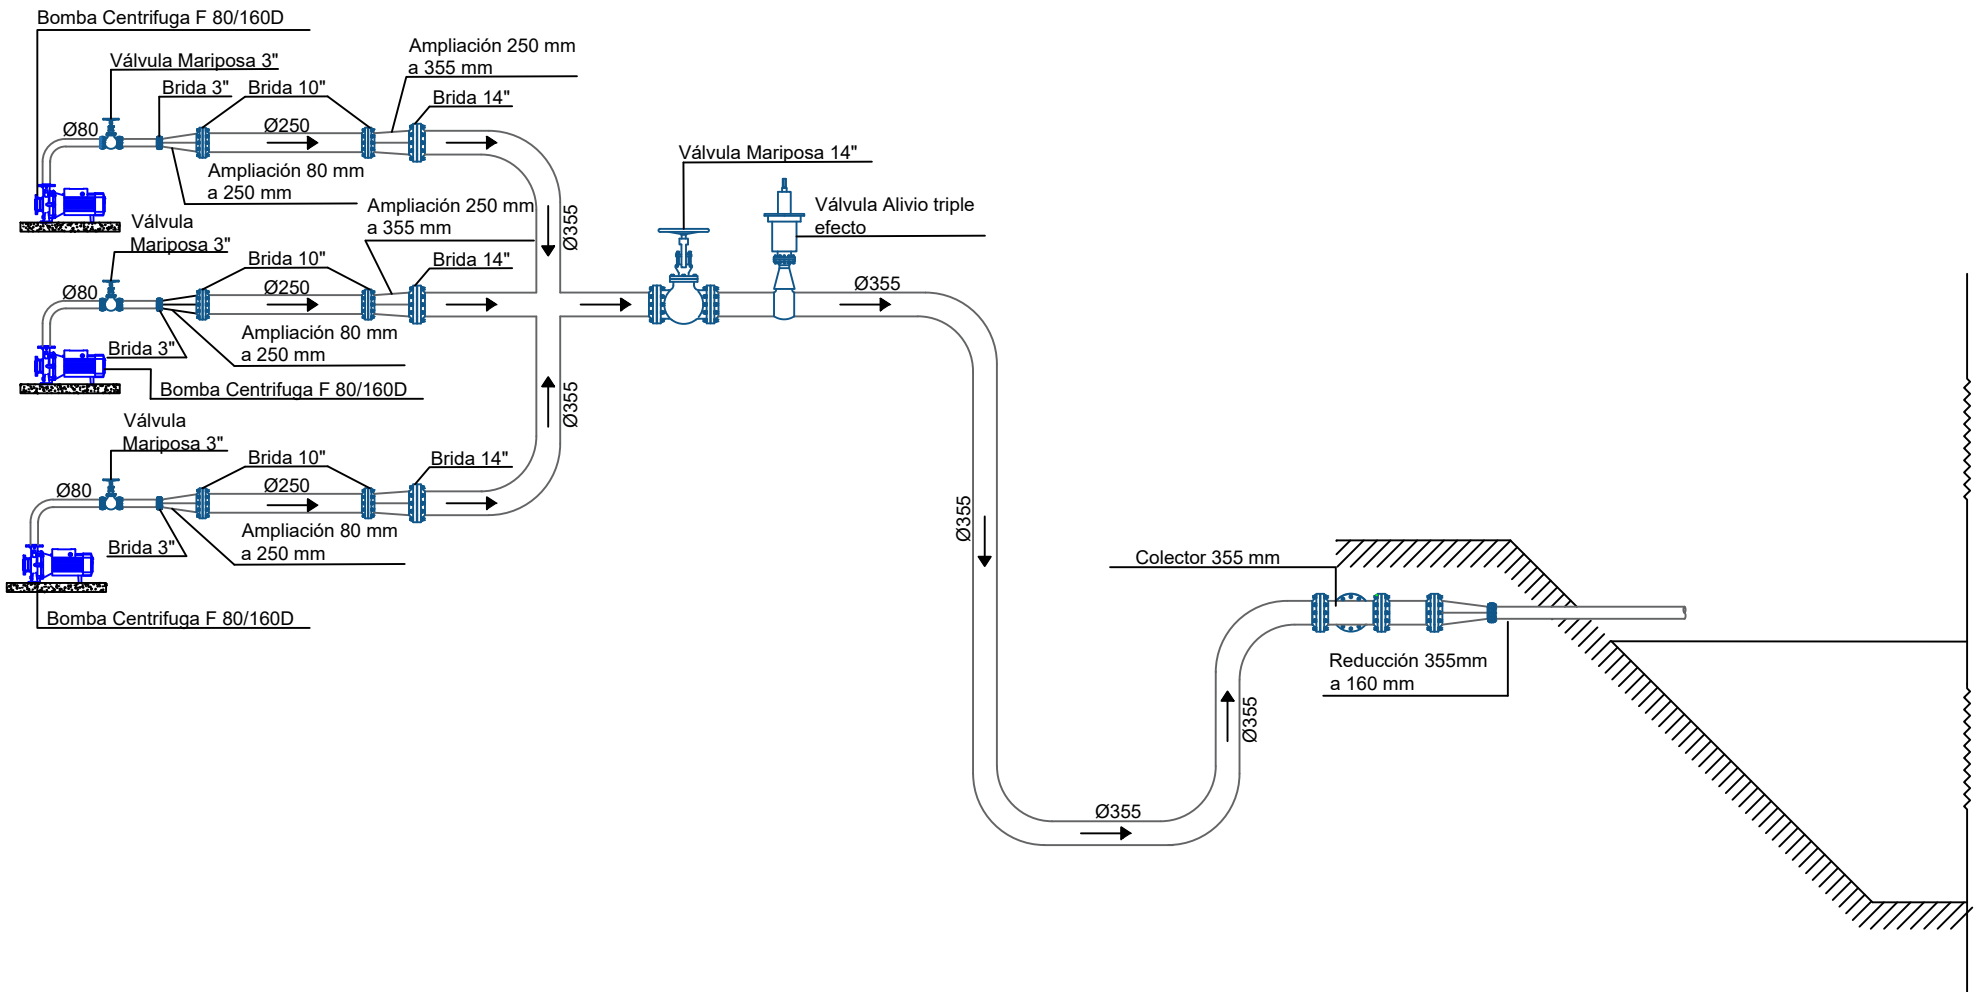 Bomba Centrifuga F 80/160D
Válvula Mariposa 3"
Brida 3"
Brida 10"
Ampliación 250 mm
a 355 mm
Brida 14"
Ø80
Ø250
Ampliación 80 mm
a 250 mm
Ø355
Válvula
Mariposa 3"
Ampliación 250 mm
a 355 mm
Brida 10"
Brida 14"
Ø80
Ø250
Ampliación 80 mm
a 250 mm
Brida 3"
Bomba Centrifuga F 80/160D
Ø355
Válvula
Mariposa 3"
Brida 10"
Brida 14"
Ø80
Ø250
Ampliación 80 mm
a 250 mm
Brida 3"
Bomba Centrifuga F 80/160D
Válvula Mariposa 14"
Válvula Alivio triple
efecto
Ø355
Ø355
Ø355
Ø355
Colector 355 mm
Reducción 355mm
a 160 mm